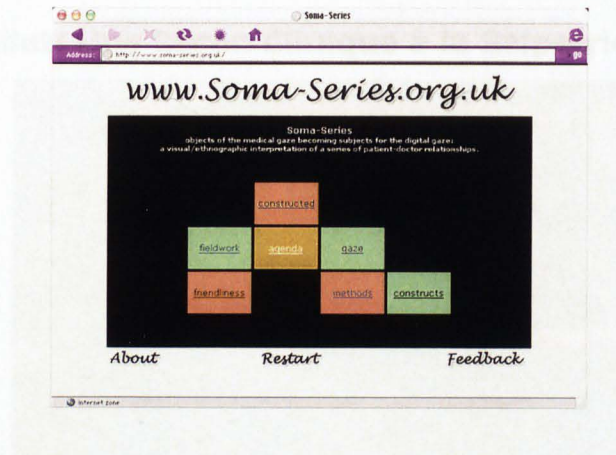 Soma-Series
Address: http://www.soma-series.org.uk/ go
www.Soma-Series.org.uk
Soma-Series
objects of the medical gaze becoming subjects for the digital gaze:
a visual/ethnographic interpretation of a series of patient-doctor relationships.
constructed
fieldwork agenda gaze
friendliness methods constructs
About Restart Feedback
Internet zone